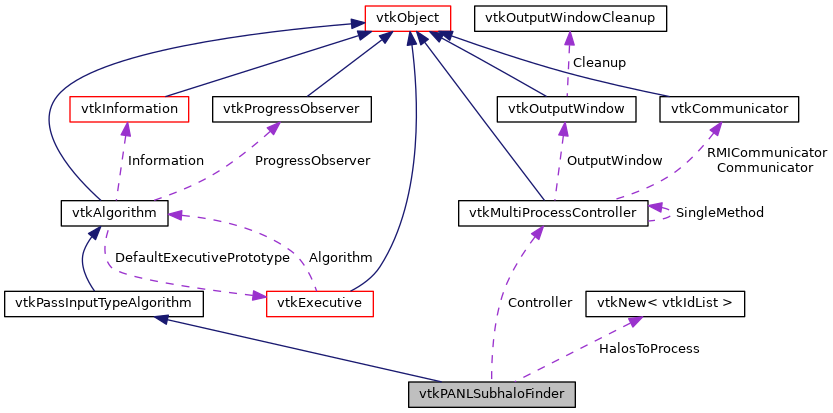 vtkObject
vtkOutputWindowCleanup
Cleanup
vtkInformation
vtkProgressObserver
vtkOutputWindow
vtkCommunicator
Information
ProgressObserver
OutputWindow
RMICommunicator
Communicator
vtkAlgorithm
vtkMultiProcessController
SingleMethod
DefaultExecutivePrototype
Algorithm
vtkPassInputTypeAlgorithm
vtkExecutive
Controller
vtkNew< vtkIdList >
HalosToProcess
vtkPANLSubhaloFinder